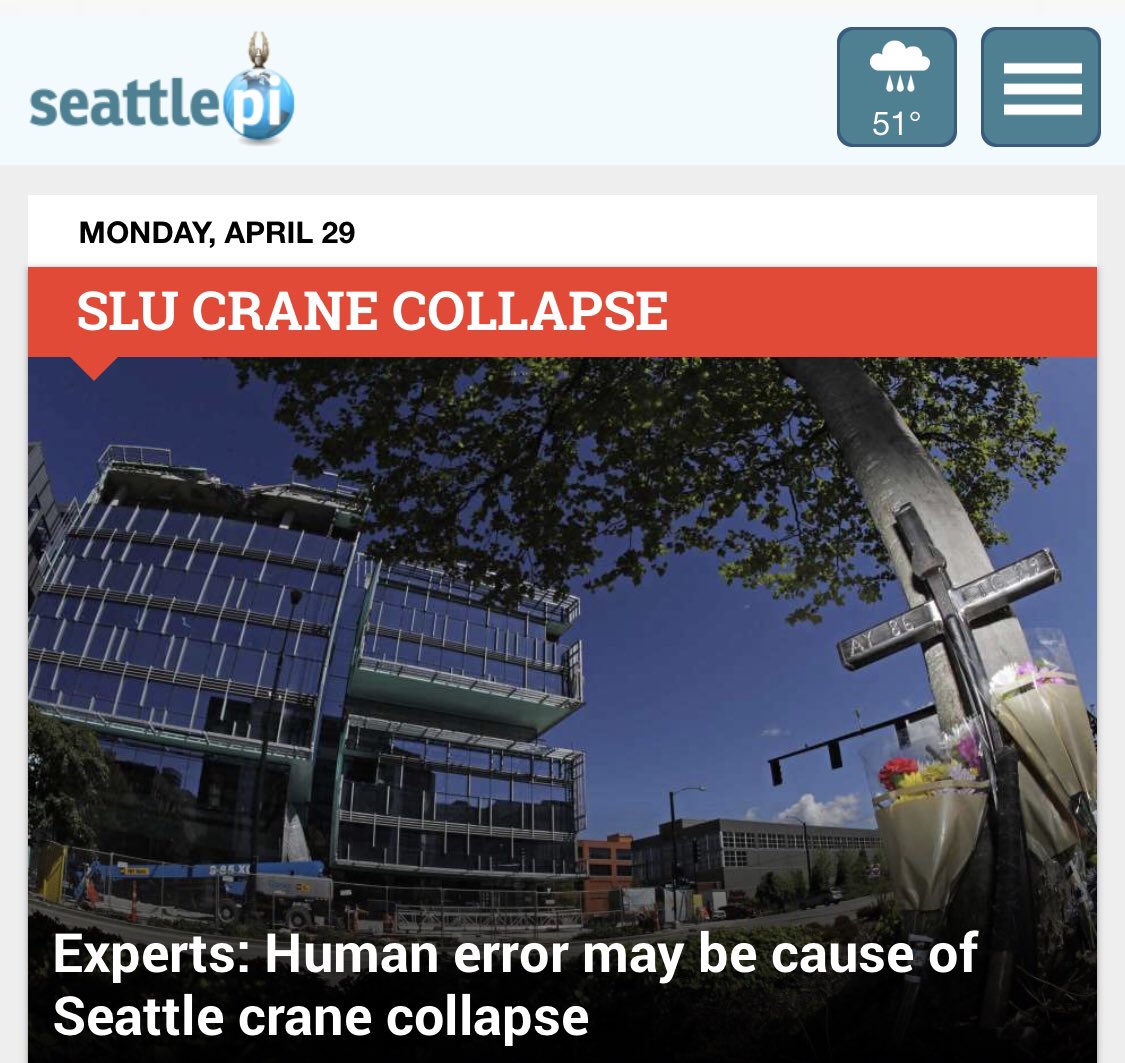 seattlepi
51°
MONDAY, APRIL 29
SLU CRANE COLLAPSE
Experts: Human error may be cause of
Seattle crane collapse